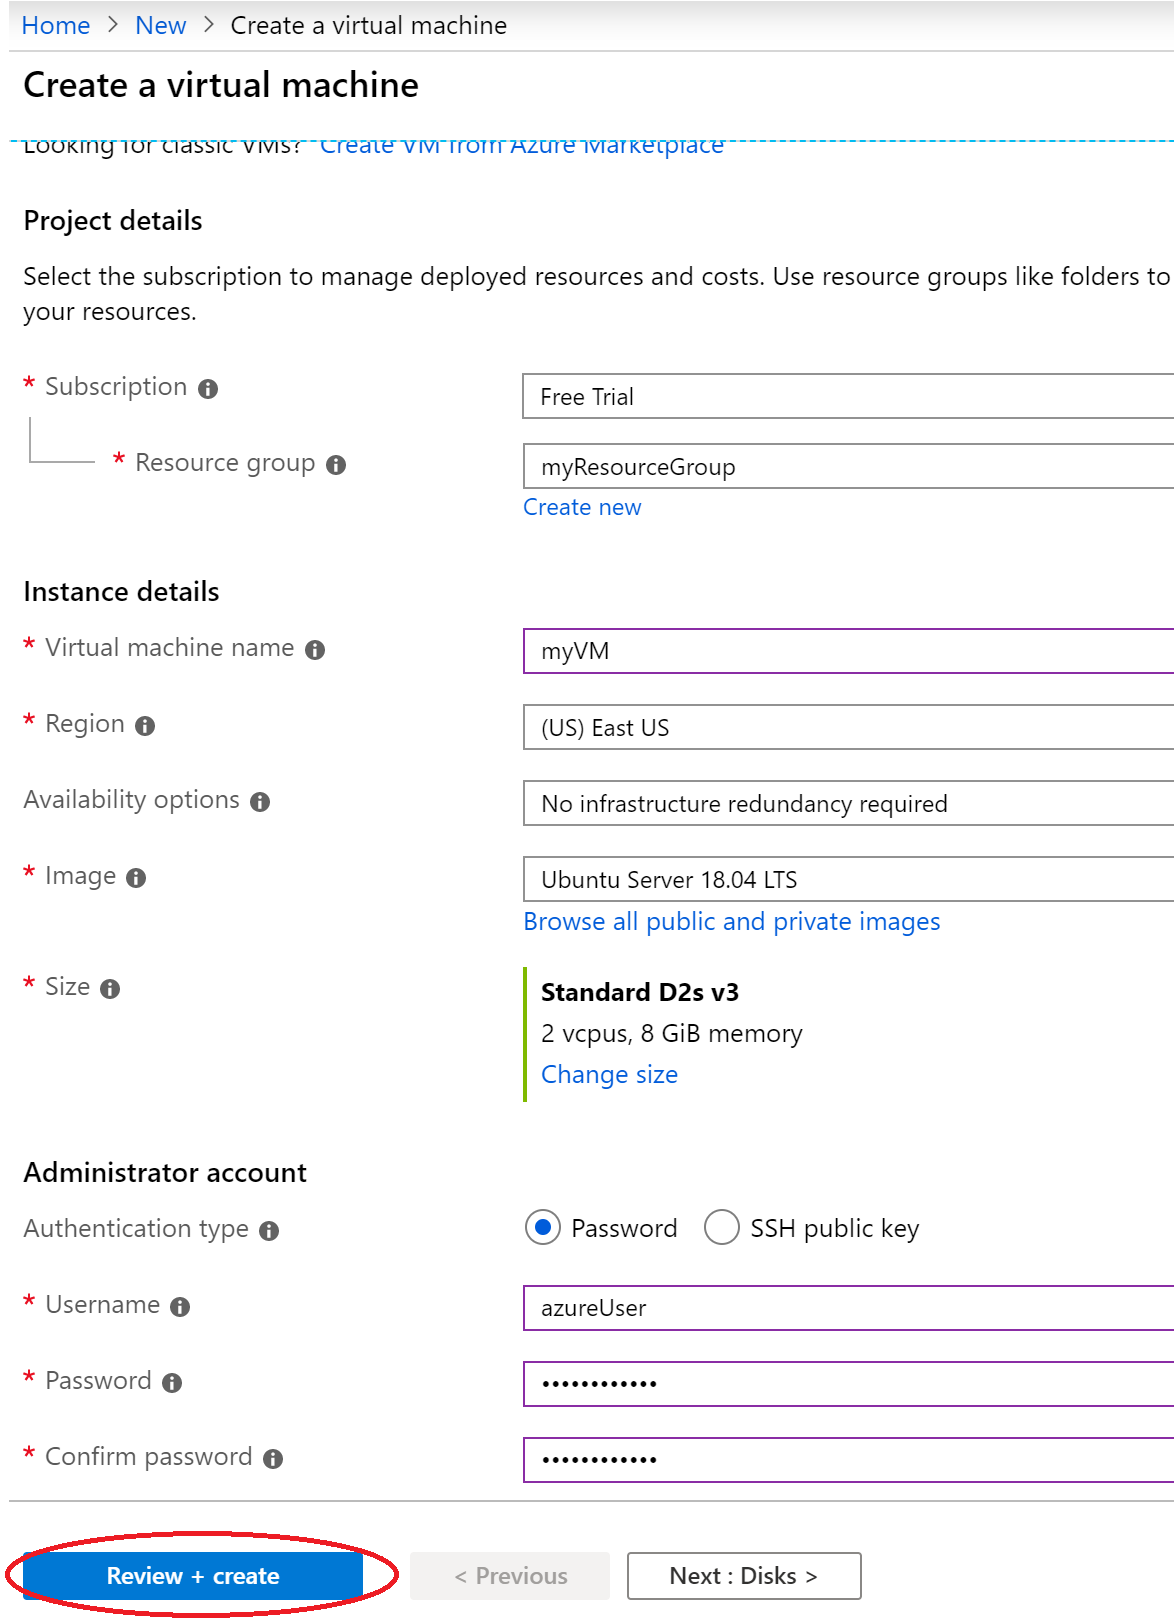 Home > New > Create a virtual machine
Create a virtual machine
Looking for classic VMs? Create VM from Azure Marketplace
Project details
Select the subscription to manage deployed resources and costs. Use resource groups like folders to
your resources.
* Subscription
Free Trial
* Resource group
myResourceGroup
Create new
Instance details
* Virtual machine name
myVM
* Region
(US) East US
Availability options
No infrastructure redundancy required
* Image
Ubuntu Server 18.04 LTS
Browse all public and private images
* Size
Standard D2s v3
2 vcpus, 8 GiB memory
Change size
Administrator account
Authentication type
Password
SSH public key
* Username
azureUser
* Password
••••••••••••
* Confirm password
••••••••••••
Review + create
< Previous
Next : Disks >